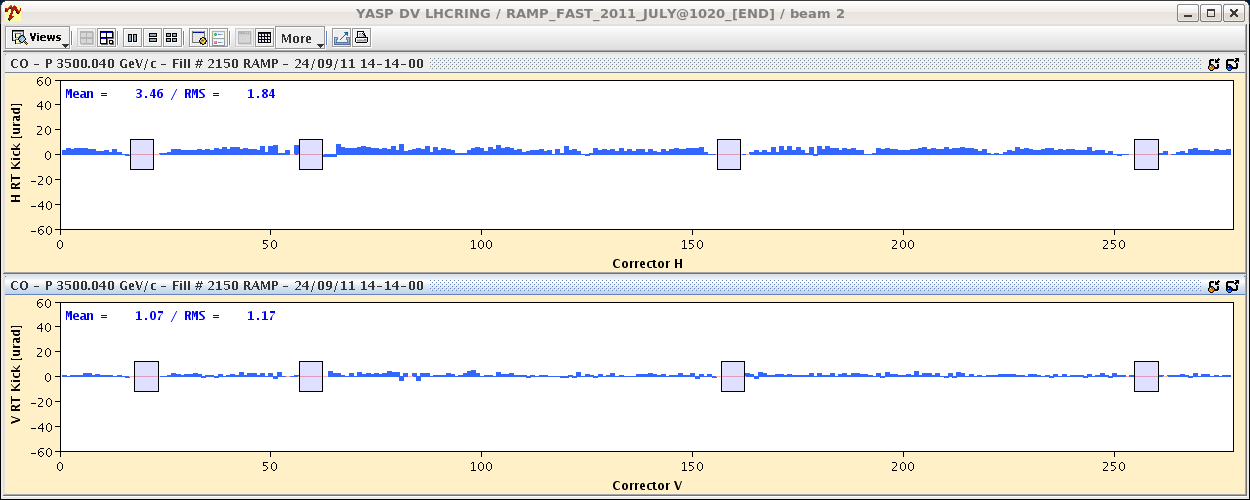 YASP DV LHCRING / RAMP_FAST_2011_JULY@1020_[END] / beam 2
Views
More
CO - P 3500.040 GeV/c - Fill # 2150 RAMP - 24/09/11 14-14-00
Mean = 3.46 / RMS = 1.84
H RT Kick [urad]
60
40
20
0
-20
-40
-60
0 50 100 150 200 250
Corrector H
CO - P 3500.040 GeV/c - Fill # 2150 RAMP - 24/09/11 14-14-00
Mean = 1.07 / RMS = 1.17
V RT Kick [urad]
60
40
20
0
-20
-40
-60
0 50 100 150 200 250
Corrector V